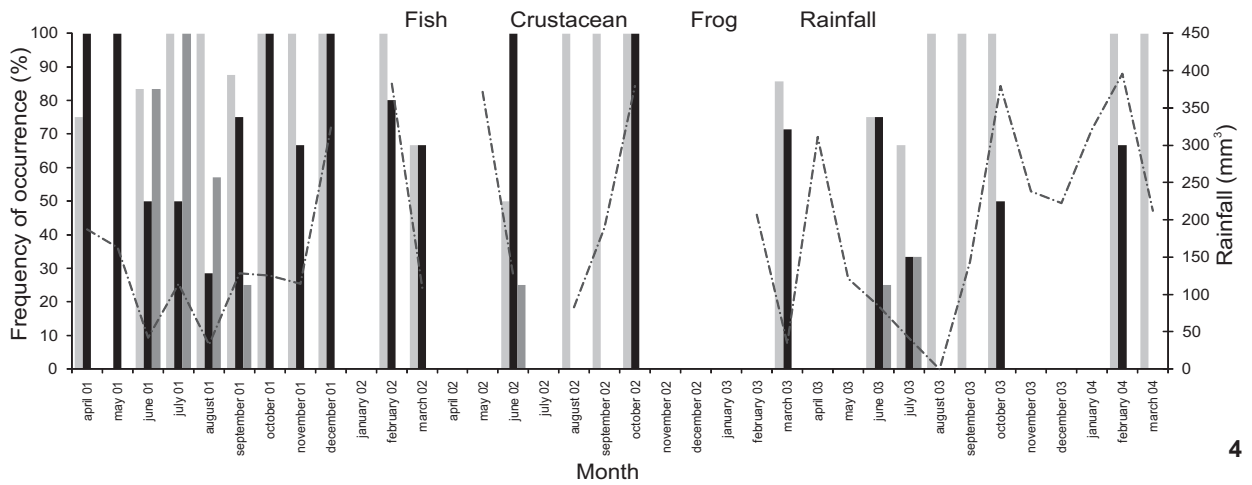 Fish Crustacean Frog Rainfall
Frequency of occurrence (%)
100
90
80
70
60
50
40
30
20
10
0
450
400
350
300
250
200
150
100
50
0
Rainfall (mm³)
april 01
may 01
june 01
july 01
august 01
september 01
october 01
november 01
december 01
january 02
february 02
march 02
april 02
may 02
june 02
july 02
august 02
september 02
october 02
november 02
december 02
january 03
february 03
march 03
april 03
may 03
june 03
july 03
august 03
september 03
october 03
november 03
december 03
january 04
february 04
march 04
Month
4